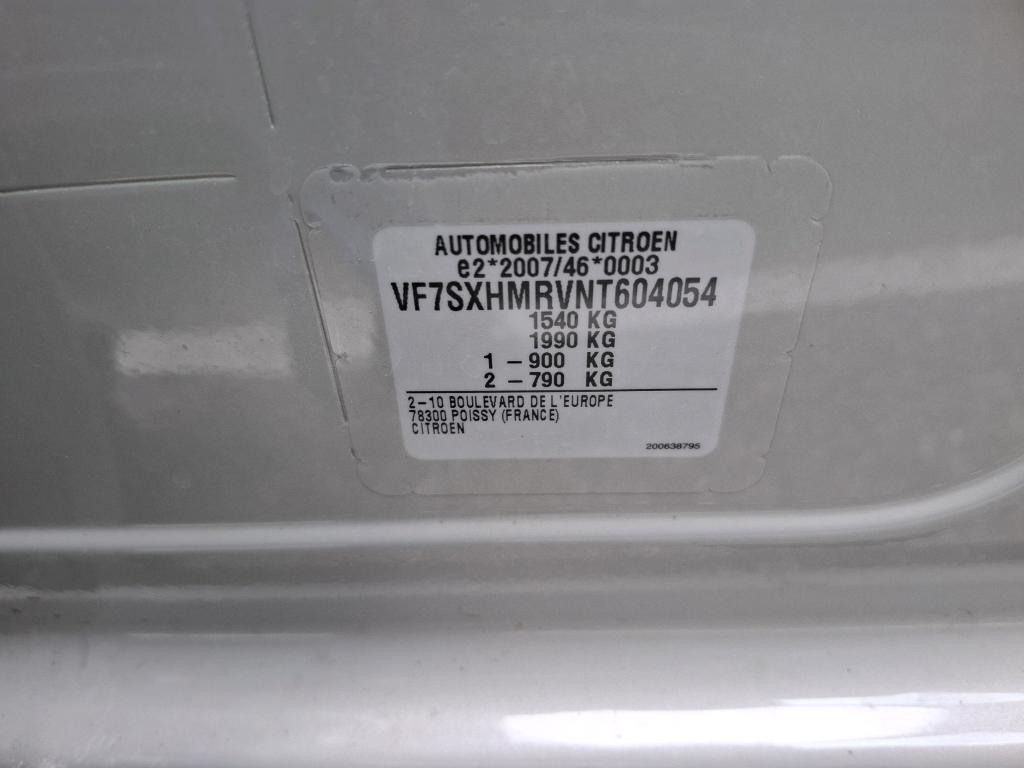 AUTOMOBILES CITROEN
e2*2007/46*0003
VF7SXHMRVNT604054
1540 KG
1990 KG
1 - 900 KG
2 - 790 KG
2-10 BOULEVARD DE L'EUROPE
78300 POISSY (FRANCE)
CITROEN
200638795